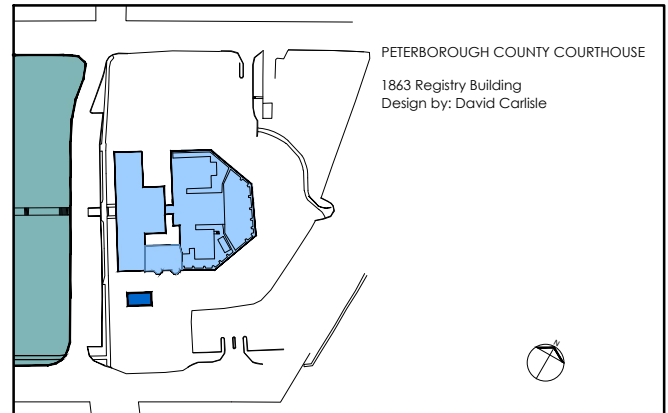 PETERBOROUGH COUNTY COURTHOUSE
1863 Registry Building
Design by: David Carlisle
N